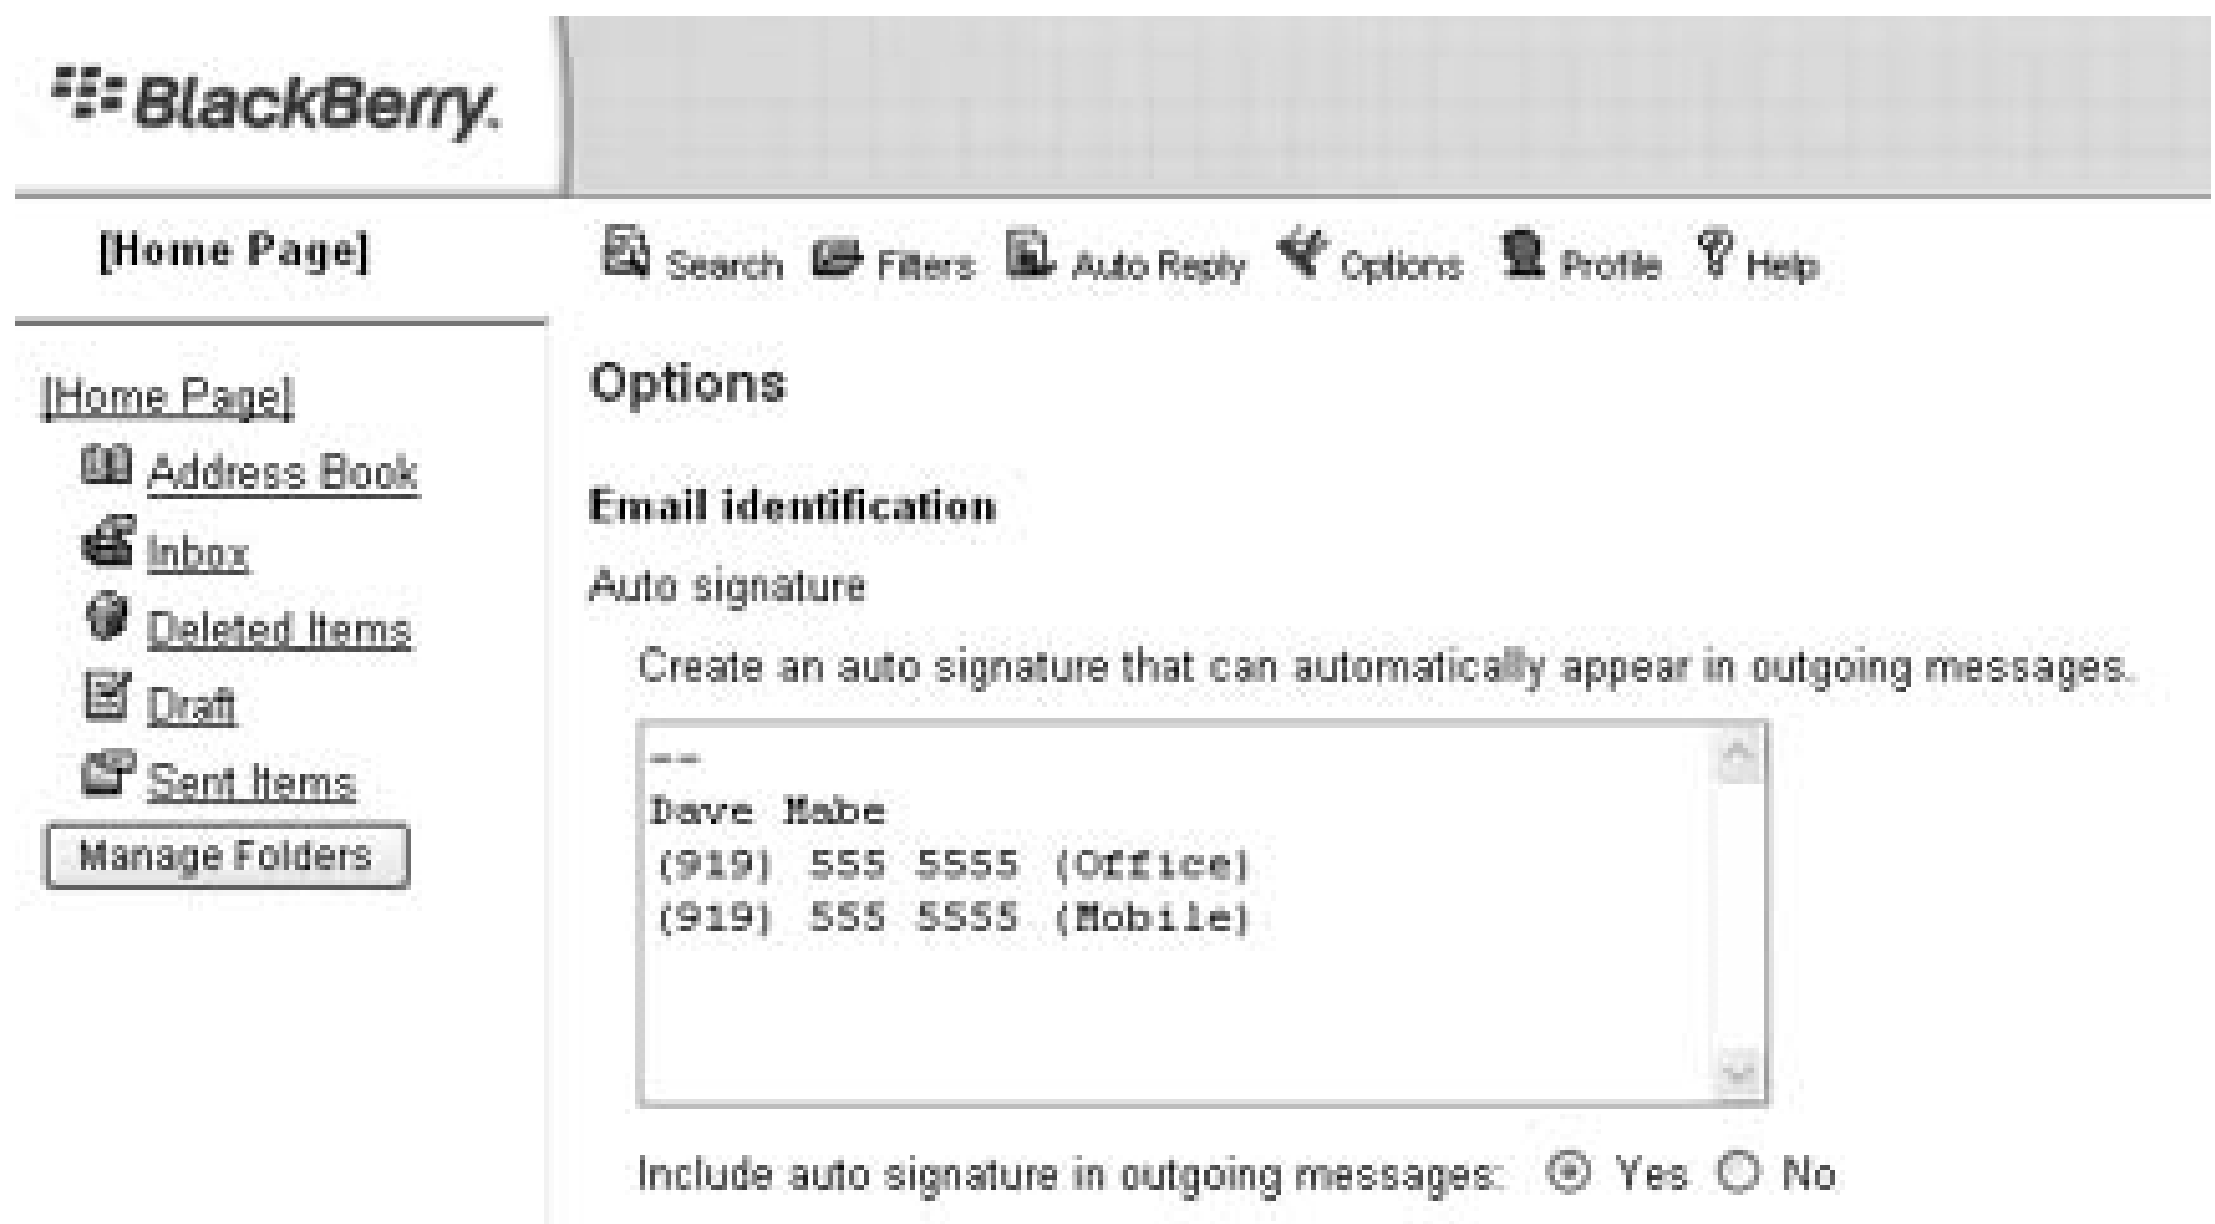 BlackBerry.
[Home Page]
Search Filters Auto Reply Options Profile Help
[Home Page]
Address Book
Inbox
Deleted Items
Draft
Sent Items
Manage Folders
Options
Email identification
Auto signature
Create an auto signature that can automatically appear in outgoing messages.
--
Dave Mabe
(919) 555 5555 (Office)
(919) 555 5555 (Mobile)
Include auto signature in outgoing messages: Yes No